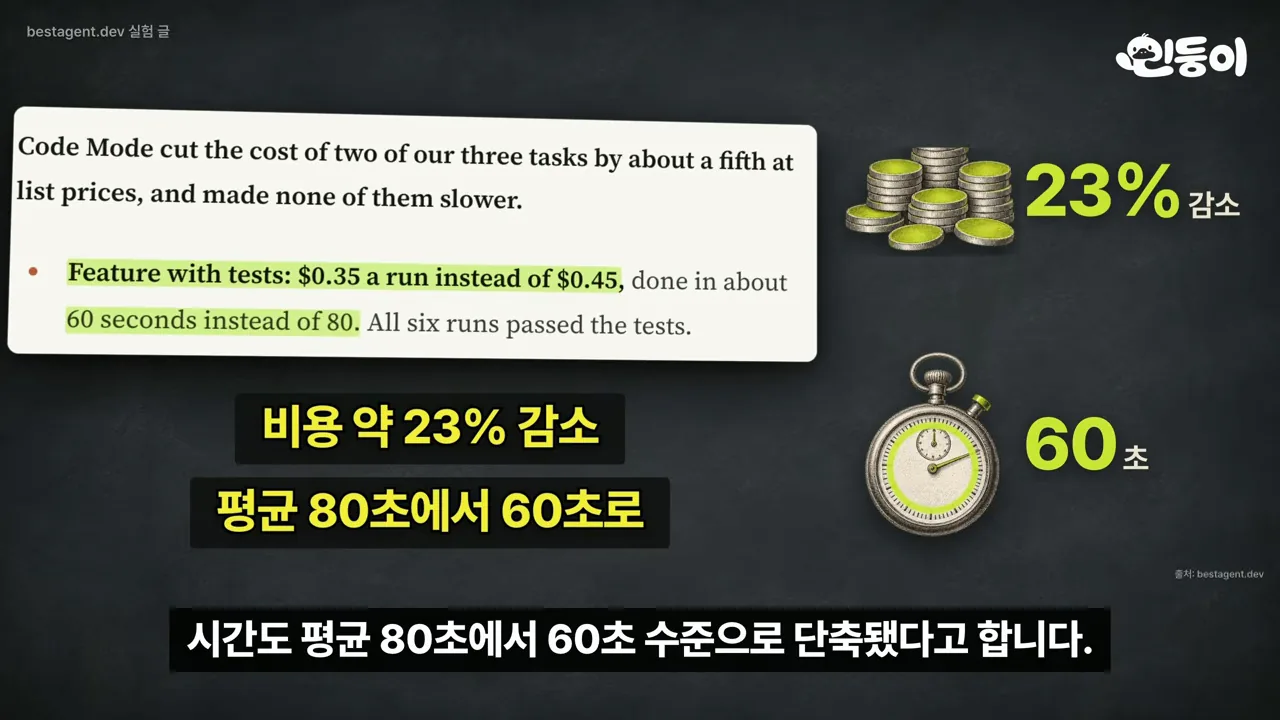 bestagent.dev 실험 글
인둥이
Code Mode cut the cost of two of our three tasks by about a fifth at
list prices, and made none of them slower.
• Feature with tests: $0.35 a run instead of $0.45, done in about
60 seconds instead of 80. All six runs passed the tests.
23% 감소
비용 약 23% 감소
평균 80초에서 60초로
60초
출처: bestagent.dev
시간도 평균 80초에서 60초 수준으로 단축됐다고 합니다.